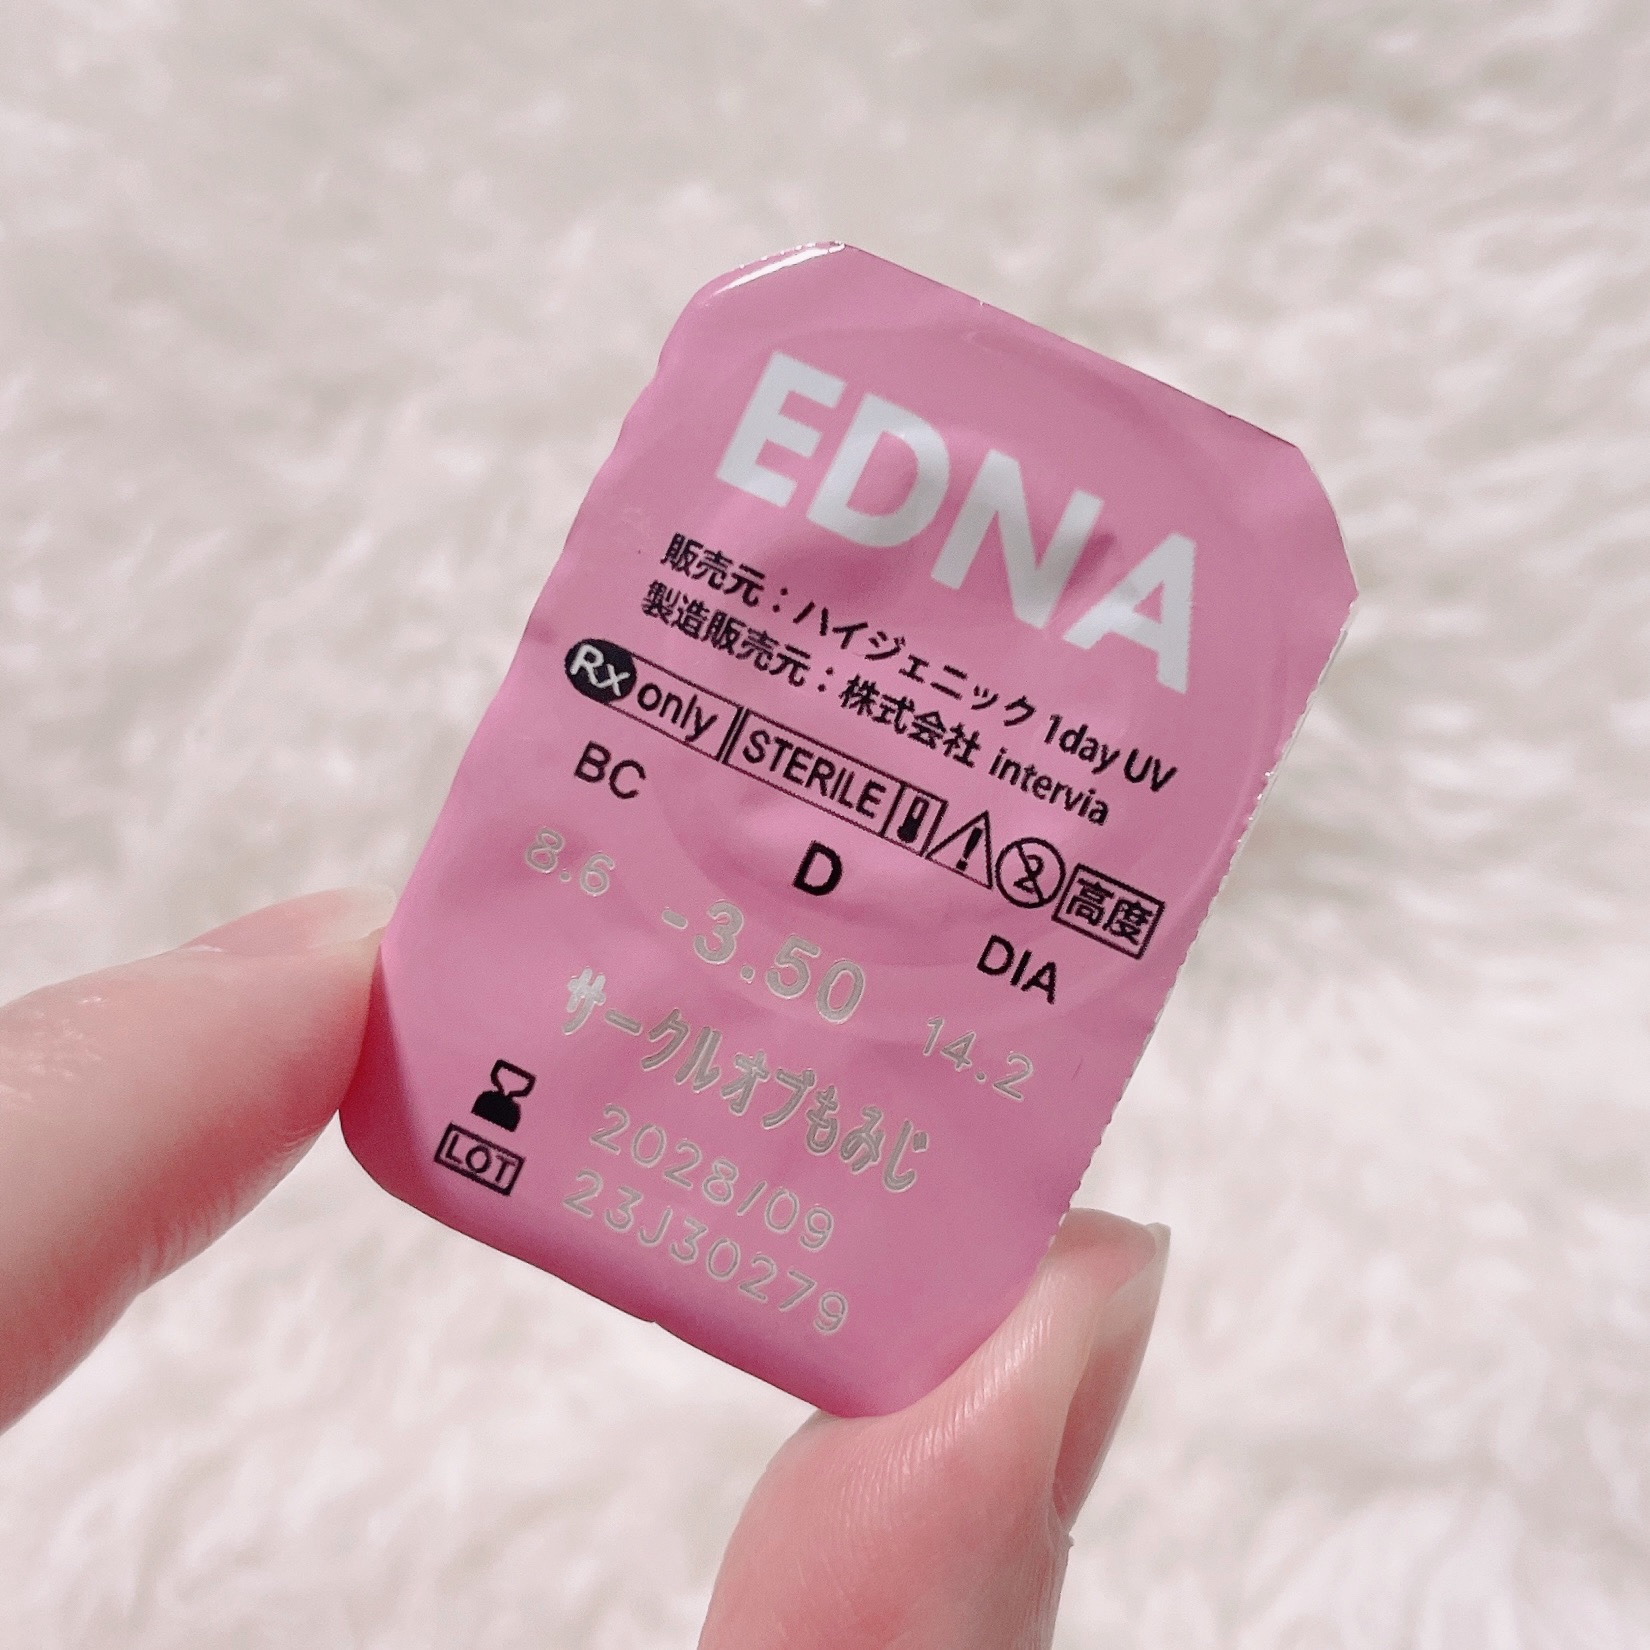 EDNA
販売元：ハイジェニック 1day UV
製造販売元：株式会社 intervia
Rx only STERILE 2 高度
BC D DIA
8.6 -3.50 14.2
サークルオブもみじ
2028/09
LOT 23J30279